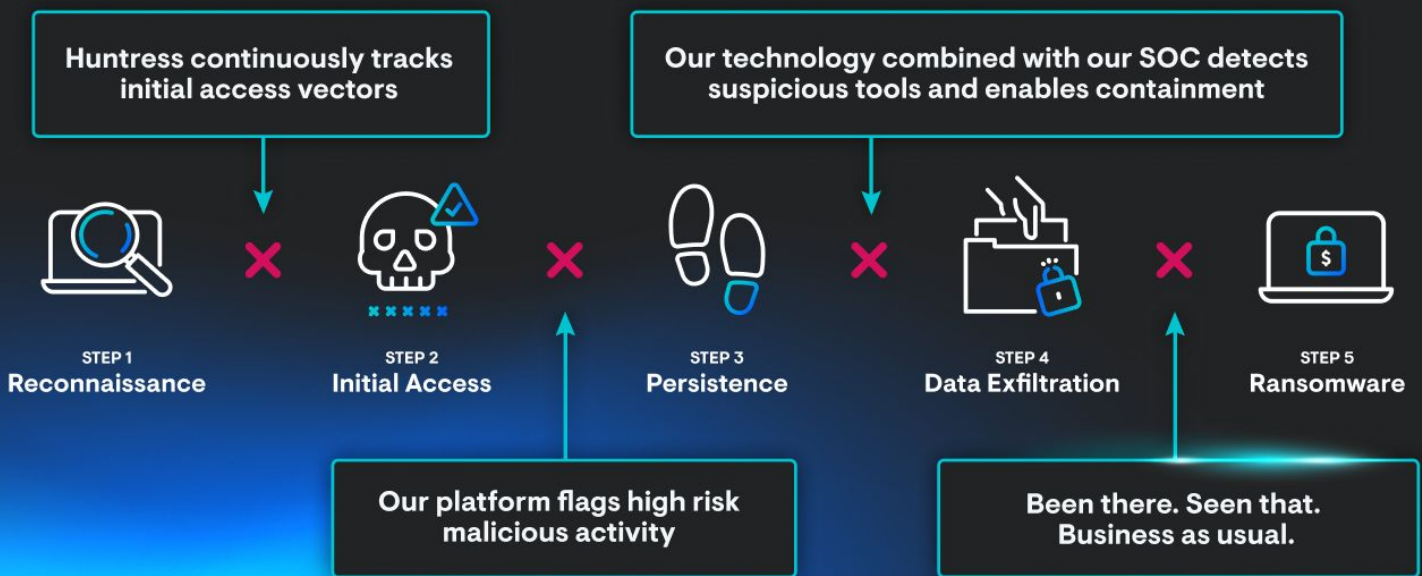 Huntress continuously tracks
initial access vectors
Our technology combined with our SOC detects
suspicious tools and enables containment
$
STEP 1
Reconnaissance
STEP 2
Initial Access
STEP 3
Persistence
STEP 4
Data Exfiltration
STEP 5
Ransomware
Our platform flags high risk
malicious activity
Been there. Seen that.
Business as usual.